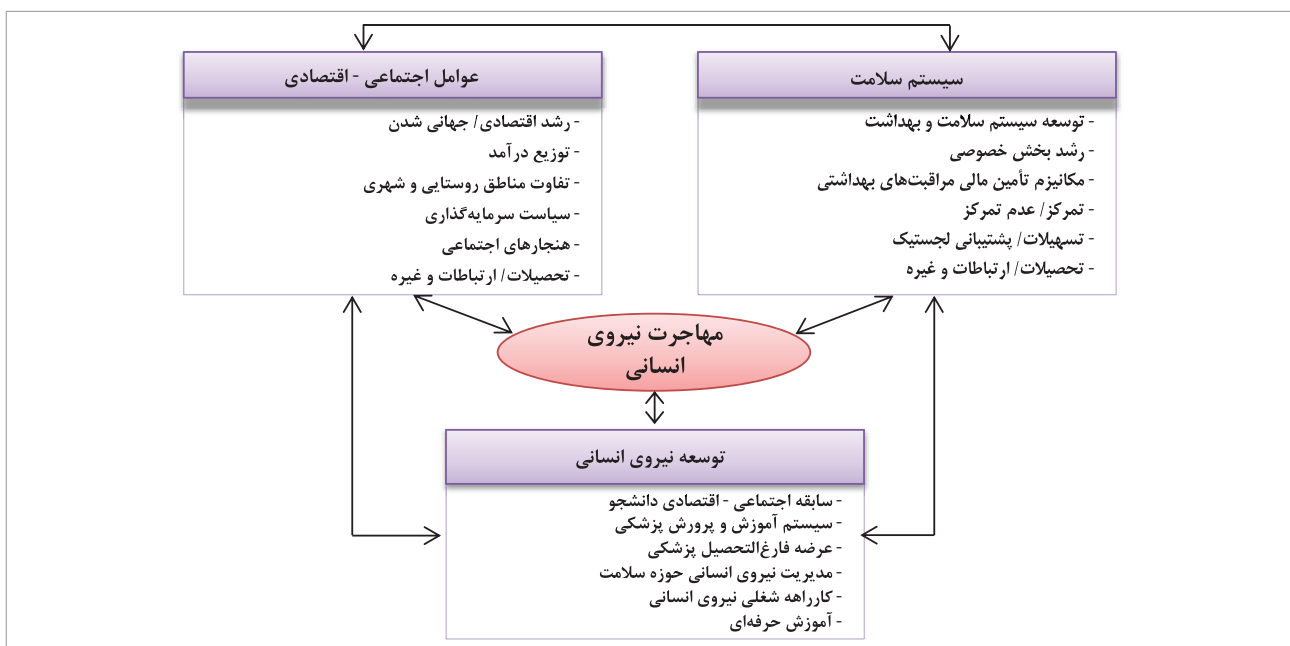 سیستم سلامت
- توسعه سیستم سلامت و بهداشت
- رشد بخش خصوصی
- مکانیزم تأمین مالی مراقبت‌های بهداشتی
- تمرکز/ عدم تمرکز
- تسهیلات/ پشتیبانی لجستیک
- تحصیلات/ ارتباطات و غیره
عوامل اجتماعی - اقتصادی
- رشد اقتصادی/ جهانی شدن
- توزیع درآمد
- تفاوت مناطق روستایی و شهری
- سیاست سرمایه‌گذاری
- هنجارهای اجتماعی
- تحصیلات/ ارتباطات و غیره
مهاجرت نیروی
انسانی
توسعه نیروی انسانی
- سابقه اجتماعی - اقتصادی دانشجو
- سیستم آموزش و پرورش پزشکی
- عرضه فارغ‌التحصیل پزشکی
- مدیریت نیروی انسانی حوزه سلامت
- کارراهه شغلی نیروی انسانی
- آموزش حرفه‌ای